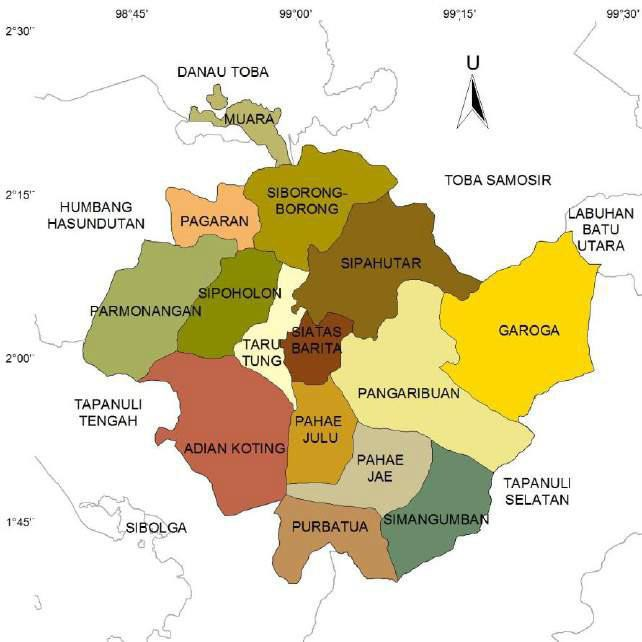 98°45' 99°00' 99°15' 99°30'
2°30'
U
DANAU TOBA
MUARA
2°15'
TOBA SAMOSIR
SIBORONG-
BORONG
HUMBANG
HASUNDUTAN
PAGARAN
LABUHAN
BATU
UTARA
SIPAHUTAR
SIPOHOLON
PARMONANGAN
GAROGA
SIATAS
BARITA
TARU
TUNG
2°00'
PANGARIBUAN
TAPANULI
TENGAH
PAHAE
JULU
ADIAN KOTING
PAHAE
JAE
TAPANULI
SELATAN
1°45'
SIBOLGA
PURBATUA
SIMANGUMBAN